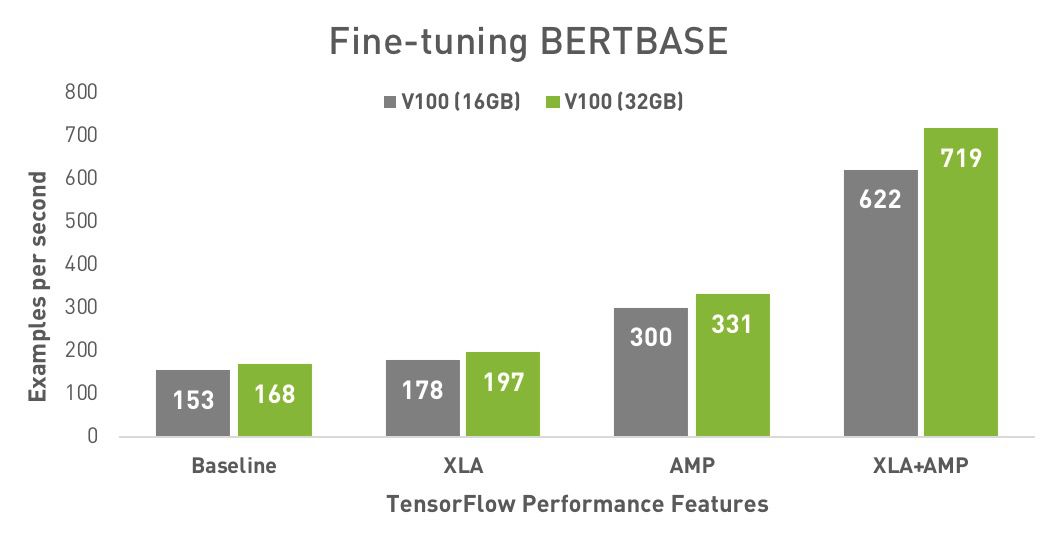 Fine-tuning BERTBASE
V100 (16GB) V100 (32GB)
Examples per second
800
700
600
500
400
300
200
100
0
153 168
178 197
300 331
622 719
Baseline XLA AMP XLA+AMP
TensorFlow Performance Features